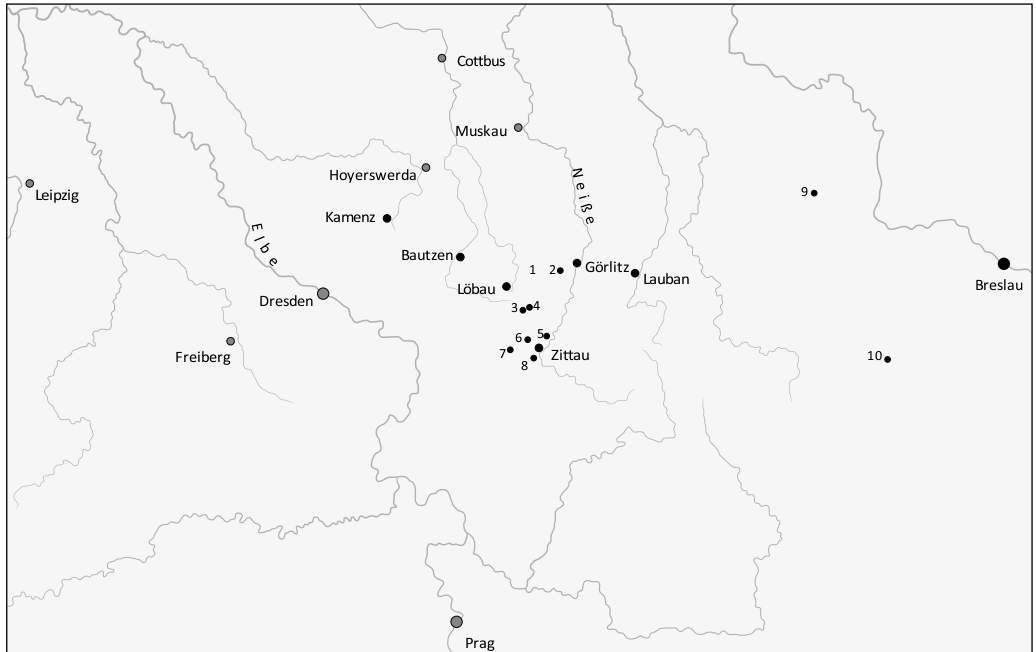 Cottbus
Muskau
Hoyerswerda
Neiße
Leipzig
9
Kamenz
Elbe
Bautzen
1
2
Görlitz
Lauban
Löbau
Breslau
Dresden
3
4
5
6
Freiberg
7
Zittau
8
10
Prag